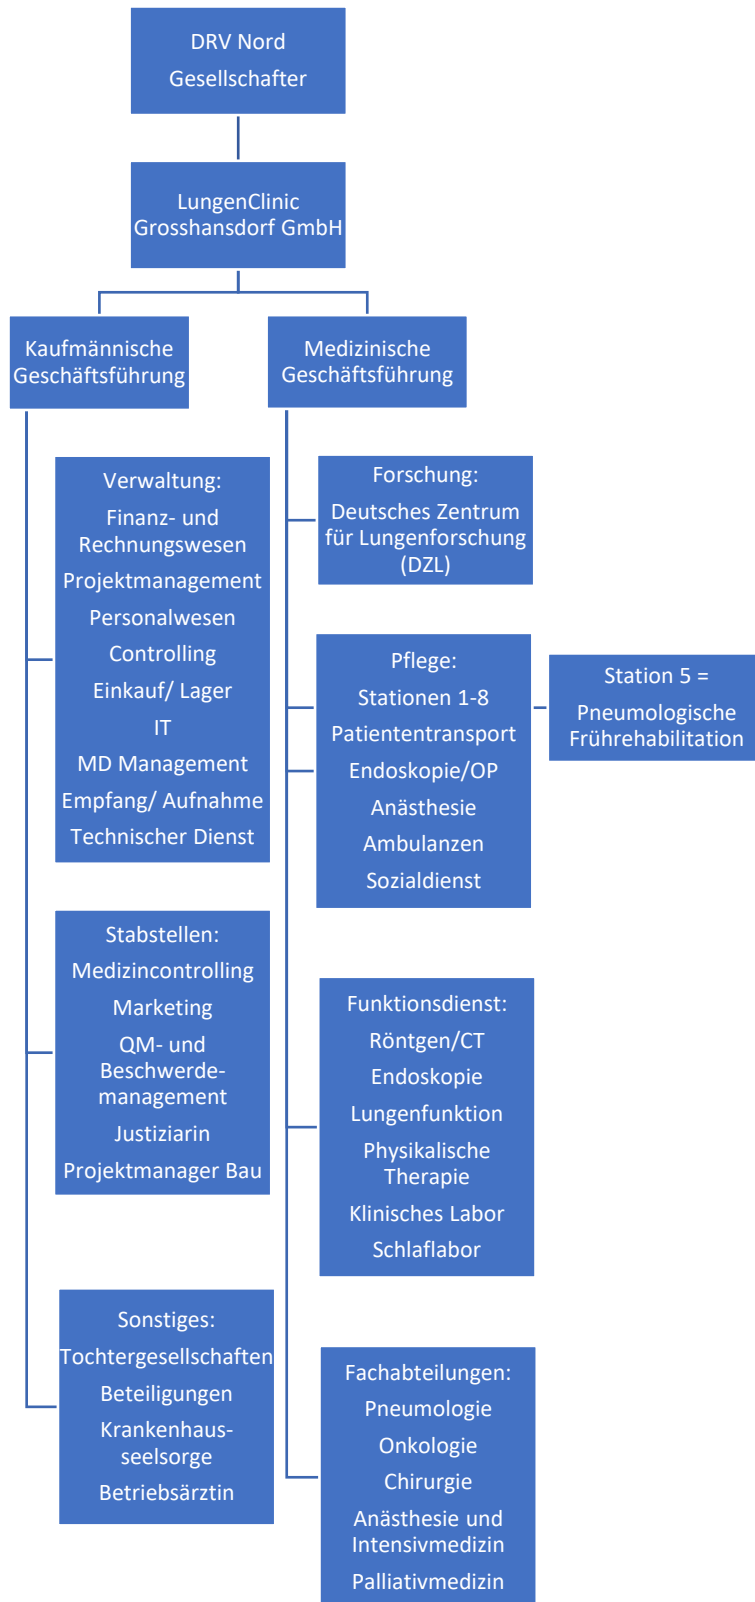 DRV Nord
Gesellschafter
LungenClinic
Grosshansdorf GmbH
Kaufmännische
Geschäftsführung
Medizinische
Geschäftsführung
Verwaltung:
Finanz- und
Rechnungswesen
Projektmanagement
Personalwesen
Controlling
Einkauf/ Lager
IT
MD Management
Empfang/ Aufnahme
Technischer Dienst
Stabstellen:
Medizincontrolling
Marketing
QM- und
Beschwerde-
management
Justiziarin
Projektmanager Bau
Sonstiges:
Tochtergesellschaften
Beteiligungen
Krankenhaus-
seelsorge
Betriebsärztin
Forschung:
Deutsches Zentrum
für Lungenforschung
(DZL)
Pflege:
Stationen 1-8
Patiententransport
Endoskopie/OP
Anästhesie
Ambulanzen
Sozialdienst
Station 5 =
Pneumologische
Frührehabilitation
Funktionsdienst:
Röntgen/CT
Endoskopie
Lungenfunktion
Physikalische
Therapie
Klinisches Labor
Schlaflabor
Fachabteilungen:
Pneumologie
Onkologie
Chirurgie
Anästhesie und
Intensivmedizin
Palliativmedizin